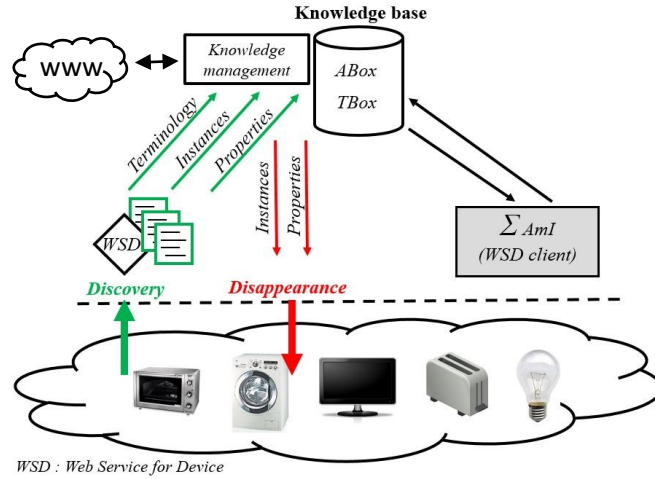 Knowledge base
WWW
Knowledge
management
ABox
TBox
Terminology
Instances
Properties
Instances
Properties
WSD
Σ AmI
(WSD client)
Discovery
Disappearance
WSD : Web Service for Device